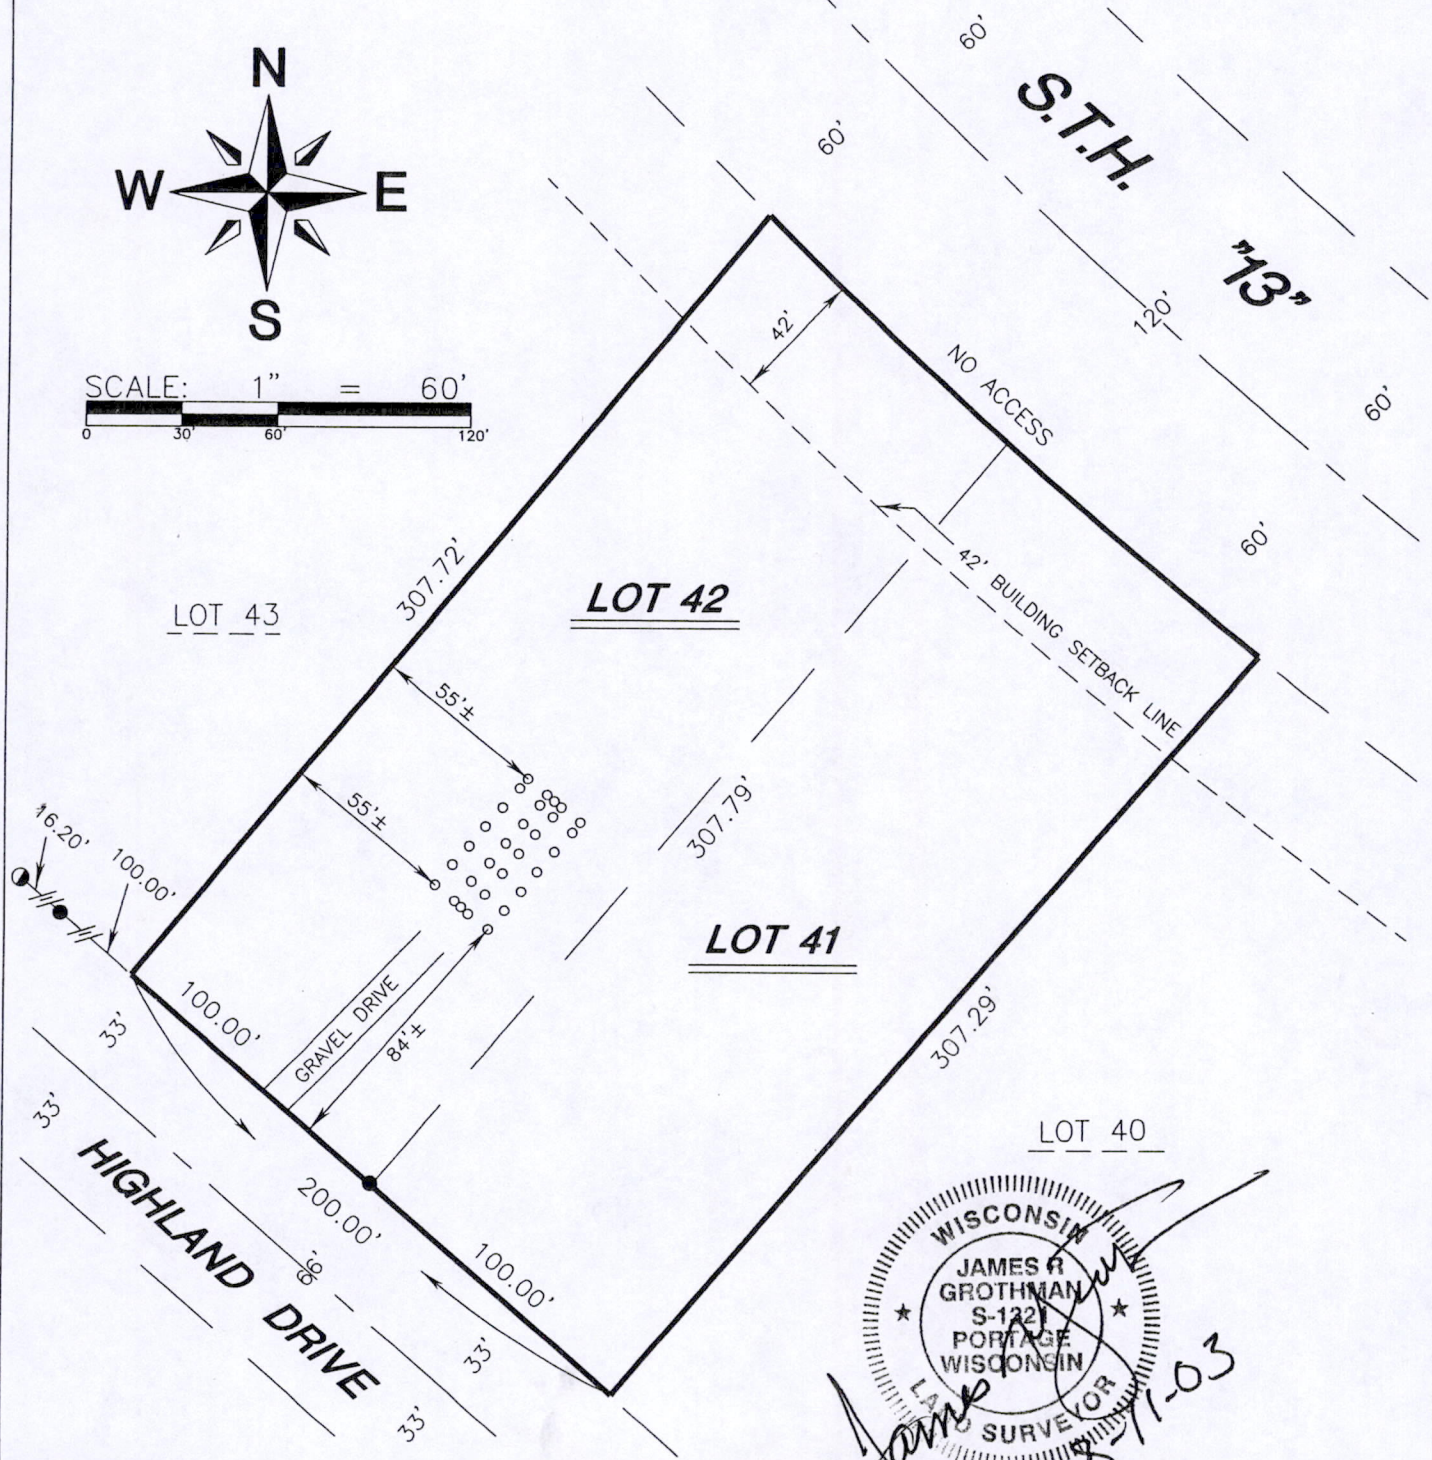 N
W E
S
SCALE: 1" = 60'
0 30' 60' 120'
60'
S.T.H.
"13"
60'
120'
60'
60'
42'
NO ACCESS
42' BUILDING SETBACK LINE
307.72'
LOT 43
LOT 42
55'±
55'±
307.79'
16.20'
100.00'
LOT 41
100.00'
GRAVEL DRIVE
84'±
307.29'
33'
33'
LOT 40
HIGHLAND DRIVE
200.00'
66'
100.00'
33'
33'
WISCONSIN
JAMES R
GROTHMAN
S-1321
PORTAGE
WISCONSIN
LAND SURVEYOR